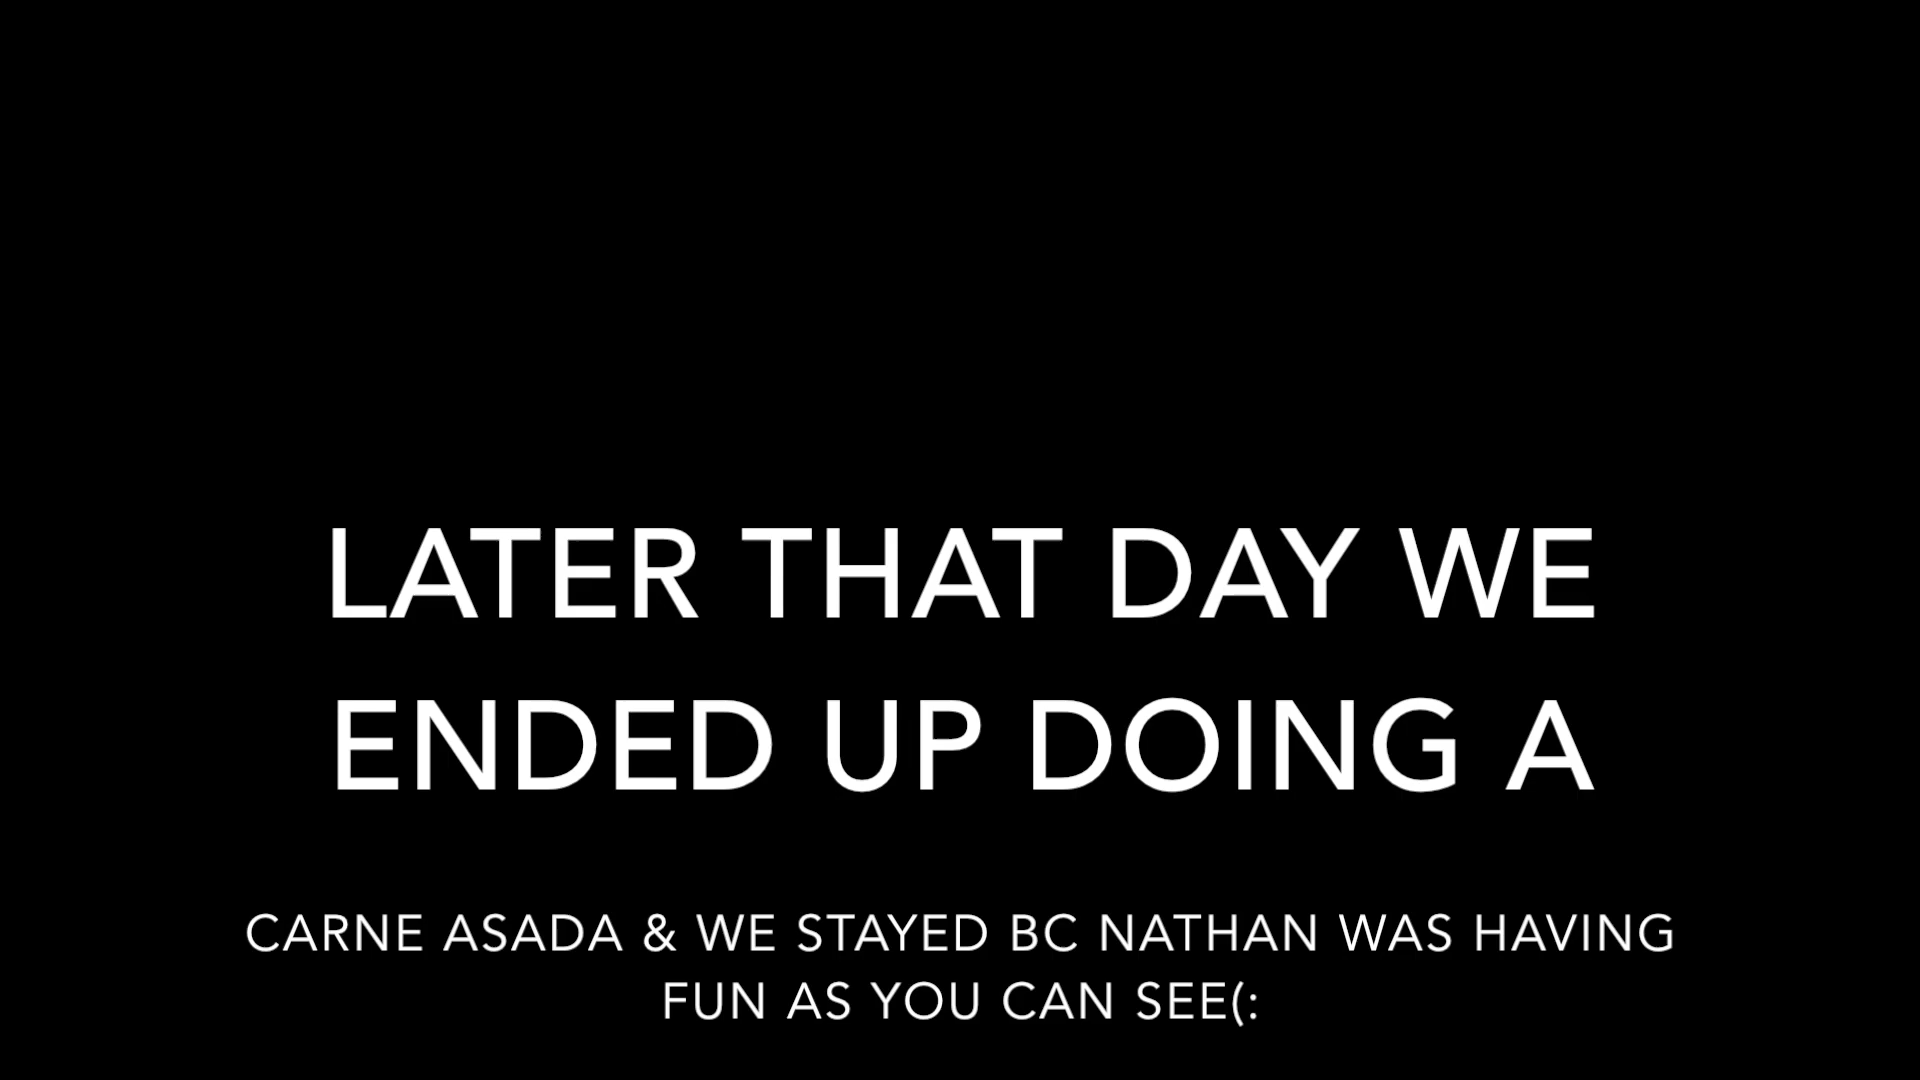 LATER THAT DAY WE
ENDED UP DOING A
CARNE ASADA & WE STAYED BC NATHAN WAS HAVING
FUN AS YOU CAN SEE(: